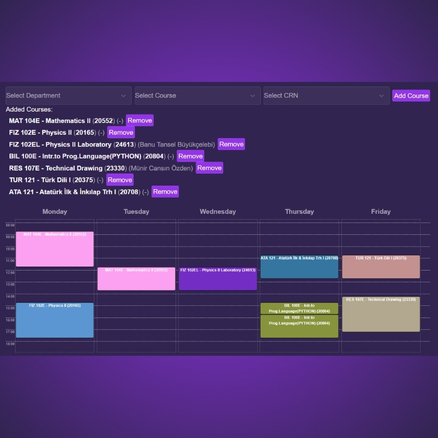 Select Department
Select Course
Select CRN
Add Course
Added Courses:
MAT 104E - Mathematics II (20552) (-) Remove
FIZ 102E - Physics II (20165) (-) Remove
FIZ 102EL - Physics II Laboratory (24613) (Banu Tansel Büyükçelebi) Remove
BIL 100E - Int.to Prog.Language(PYTHON) (20804) (-) Remove
RES 107E - Technical Drawing (23330) (Münir Cansın Özden) Remove
TUR 121 - Türk Dili I (20375) (-) Remove
ATA 121 - Atatürk İlk & İnkılap Trh I (20708) (-) Remove
Monday Tuesday Wednesday Thursday Friday
MAT 104E - Mathematics II (20552)
ATA 121 - Atatürk İlk & İnkılap Trh I (20708)
TUR 121 - Türk Dili I (20375)
MAT 104E - Mathematics II (20552)
FIZ 102EL - Physics II Laboratory (24613)
RES 107E - Technical Drawing (23330)
FIZ 102E - Physics II (20165)
BIL 100E - Int.to
Prog.Language(PYTHON) (20804)
BIL 100E - Int.to
Prog.Language(PYTHON) (20804)